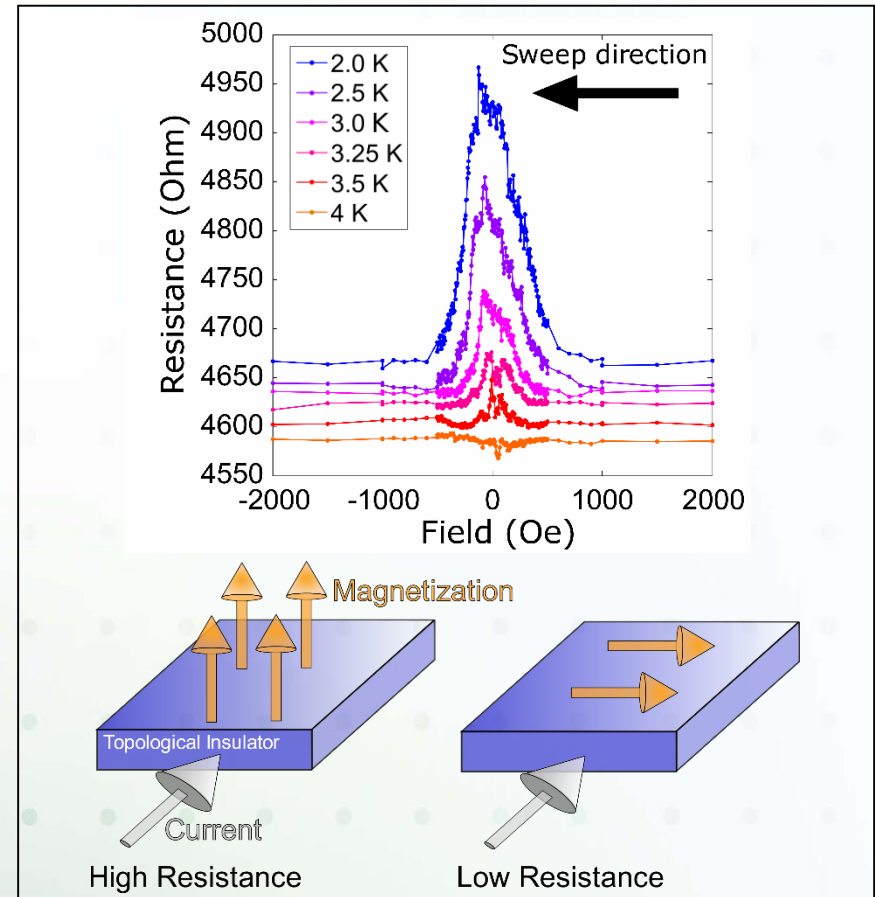 5000
4950
4900
4850
4800
4750
4700
4650
4600
4550
Resistance (Ohm)
2.0 K
2.5 K
3.0 K
3.25 K
3.5 K
4 K
Sweep direction
-2000 -1000 0 1000 2000
Field (Oe)
Magnetization
Topological Insulator
Current
High Resistance
Low Resistance